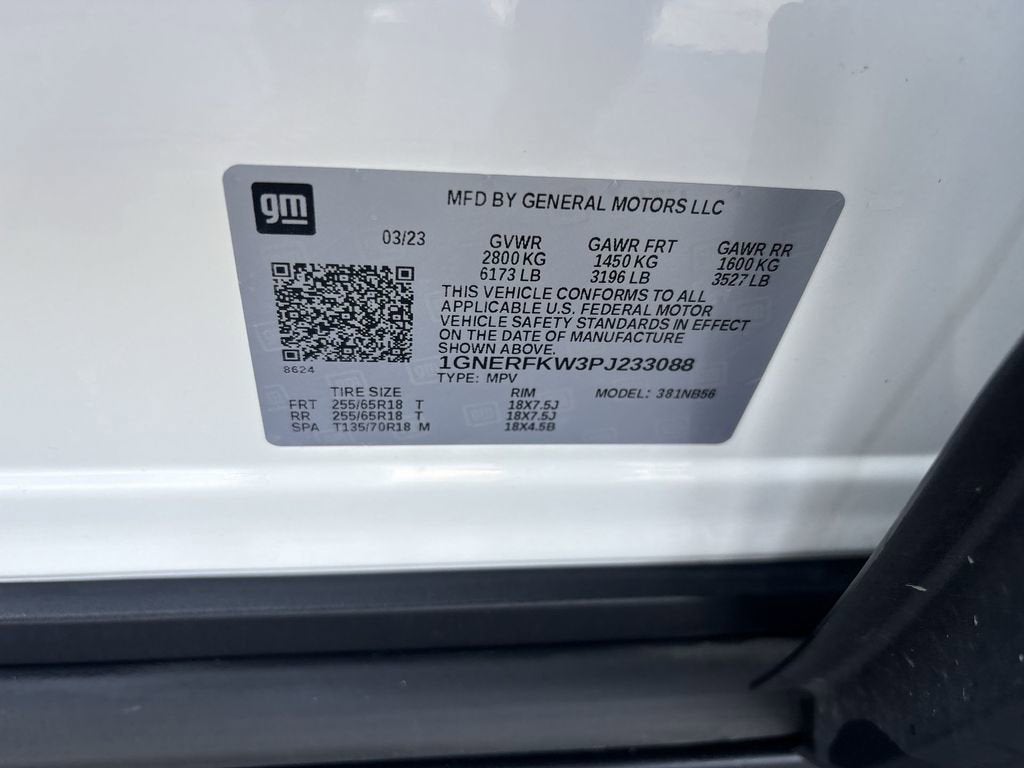 gm
MFD BY GENERAL MOTORS LLC
03/23
GVWR GAWR FRT GAWR RR
2800 KG 1450 KG 1600 KG
6173 LB 3196 LB 3527 LB
THIS VEHICLE CONFORMS TO ALL
APPLICABLE U.S. FEDERAL MOTOR
VEHICLE SAFETY STANDARDS IN EFFECT
ON THE DATE OF MANUFACTURE
SHOWN ABOVE.
8624
1GNERFKW3PJ233088
TYPE: MPV
TIRE SIZE RIM MODEL: 381NB56
FRT 255/65R18 T 18X7.5J
RR 255/65R18 T 18X7.5J
SPA T135/70R18 M 18X4.5B